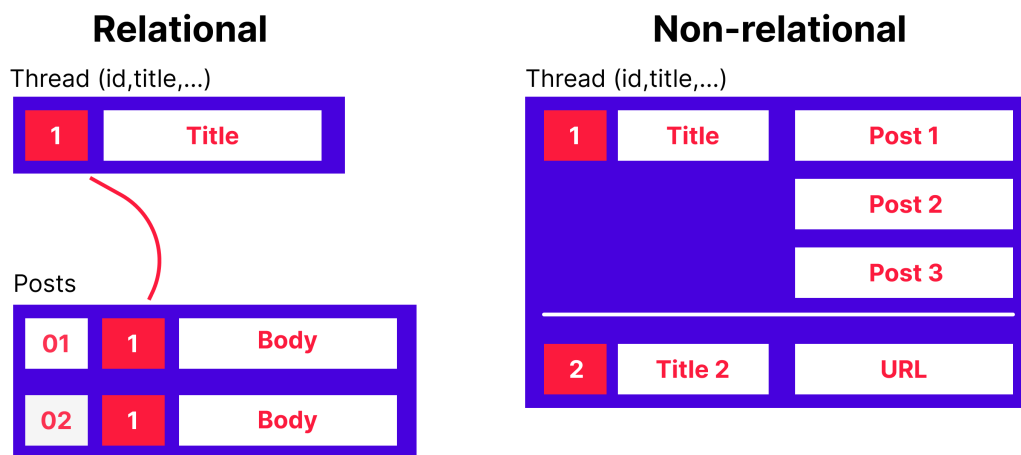 Relational
Thread (id,title,...)
1 Title
Posts
01 1 Body
02 1 Body
Non-relational
Thread (id,title,...)
1 Title Post 1
Post 2
Post 3
2 Title 2 URL